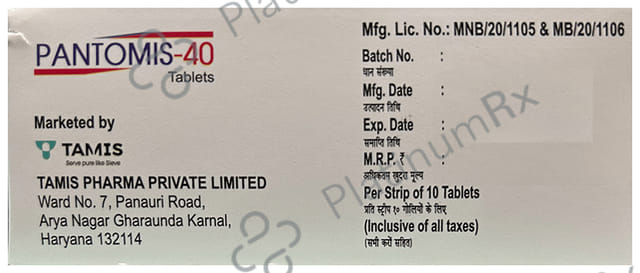 PANTOMIS-40
Tablets
Marketed by
TAMIS
Serve pure like Sieve
TAMIS PHARMA PRIVATE LIMITED
Ward No. 7, Panauri Road,
Arya Nagar Gharaunda Karnal,
Haryana 132114
Mfg. Lic. No.: MNB/20/1105 & MB/20/1106
Batch No. :
घान संख्या
Mfg. Date :
उत्पादन तिथि
Exp. Date :
समाप्ति तिथि
M.R.P. ₹ :
अधिकतम खुदरा मूल्य
Per Strip of 10 Tablets
प्रति स्ट्रीप १० गोलियों के लिए
(Inclusive of all taxes)
(सभी करों सहित)
PlatinumRx